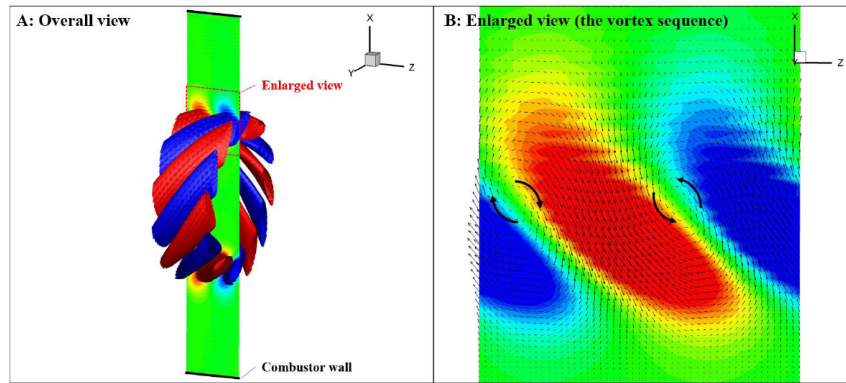 A: Overall view
X
Y
Z
Enlarged view
Combustor wall
B: Enlarged view (the vortex sequence)
X
Y
Z